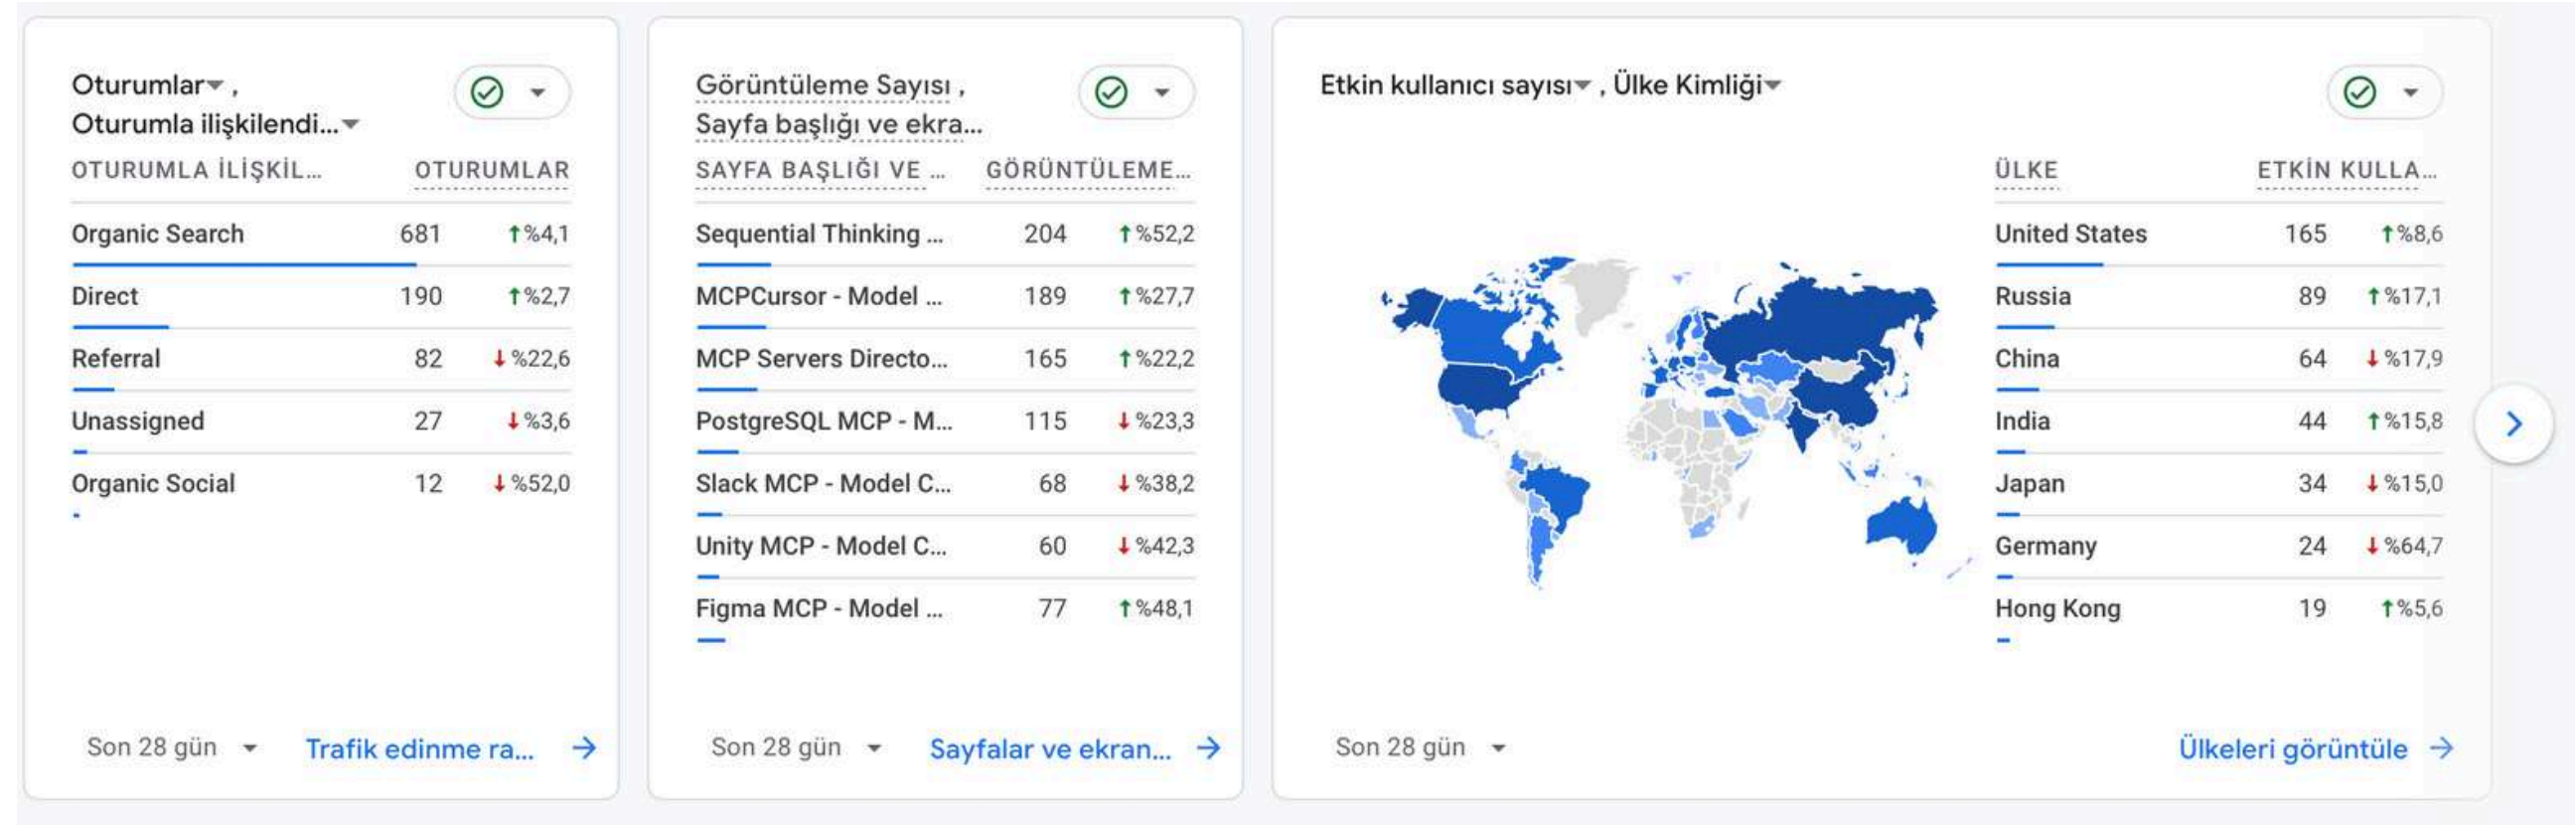 Oturumlar ,
Oturumla ilişkilendi...
OTURUMLA İLİŞKİL... OTURUMLAR
Organic Search 681 ↑%4,1
Direct 190 ↑%2,7
Referral 82 ↓%22,6
Unassigned 27 ↓%3,6
Organic Social 12 ↓%52,0
Son 28 gün Trafik edinme ra... →
Görüntüleme Sayısı ,
Sayfa başlığı ve ekra...
SAYFA BAŞLIĞI VE ... GÖRÜNTÜLEME...
Sequential Thinking ... 204 ↑%52,2
MCPCursor - Model ... 189 ↑%27,7
MCP Servers Directo... 165 ↑%22,2
PostgreSQL MCP - M... 115 ↓%23,3
Slack MCP - Model C... 68 ↓%38,2
Unity MCP - Model C... 60 ↓%42,3
Figma MCP - Model ... 77 ↑%48,1
Son 28 gün Sayfalar ve ekran... →
Etkin kullanıcı sayısı , Ülke Kimliği
ÜLKE ETKİN KULLA...
United States 165 ↑%8,6
Russia 89 ↑%17,1
China 64 ↓%17,9
India 44 ↑%15,8
Japan 34 ↓%15,0
Germany 24 ↓%64,7
Hong Kong 19 ↑%5,6
Son 28 gün Ülkeleri görüntüle →